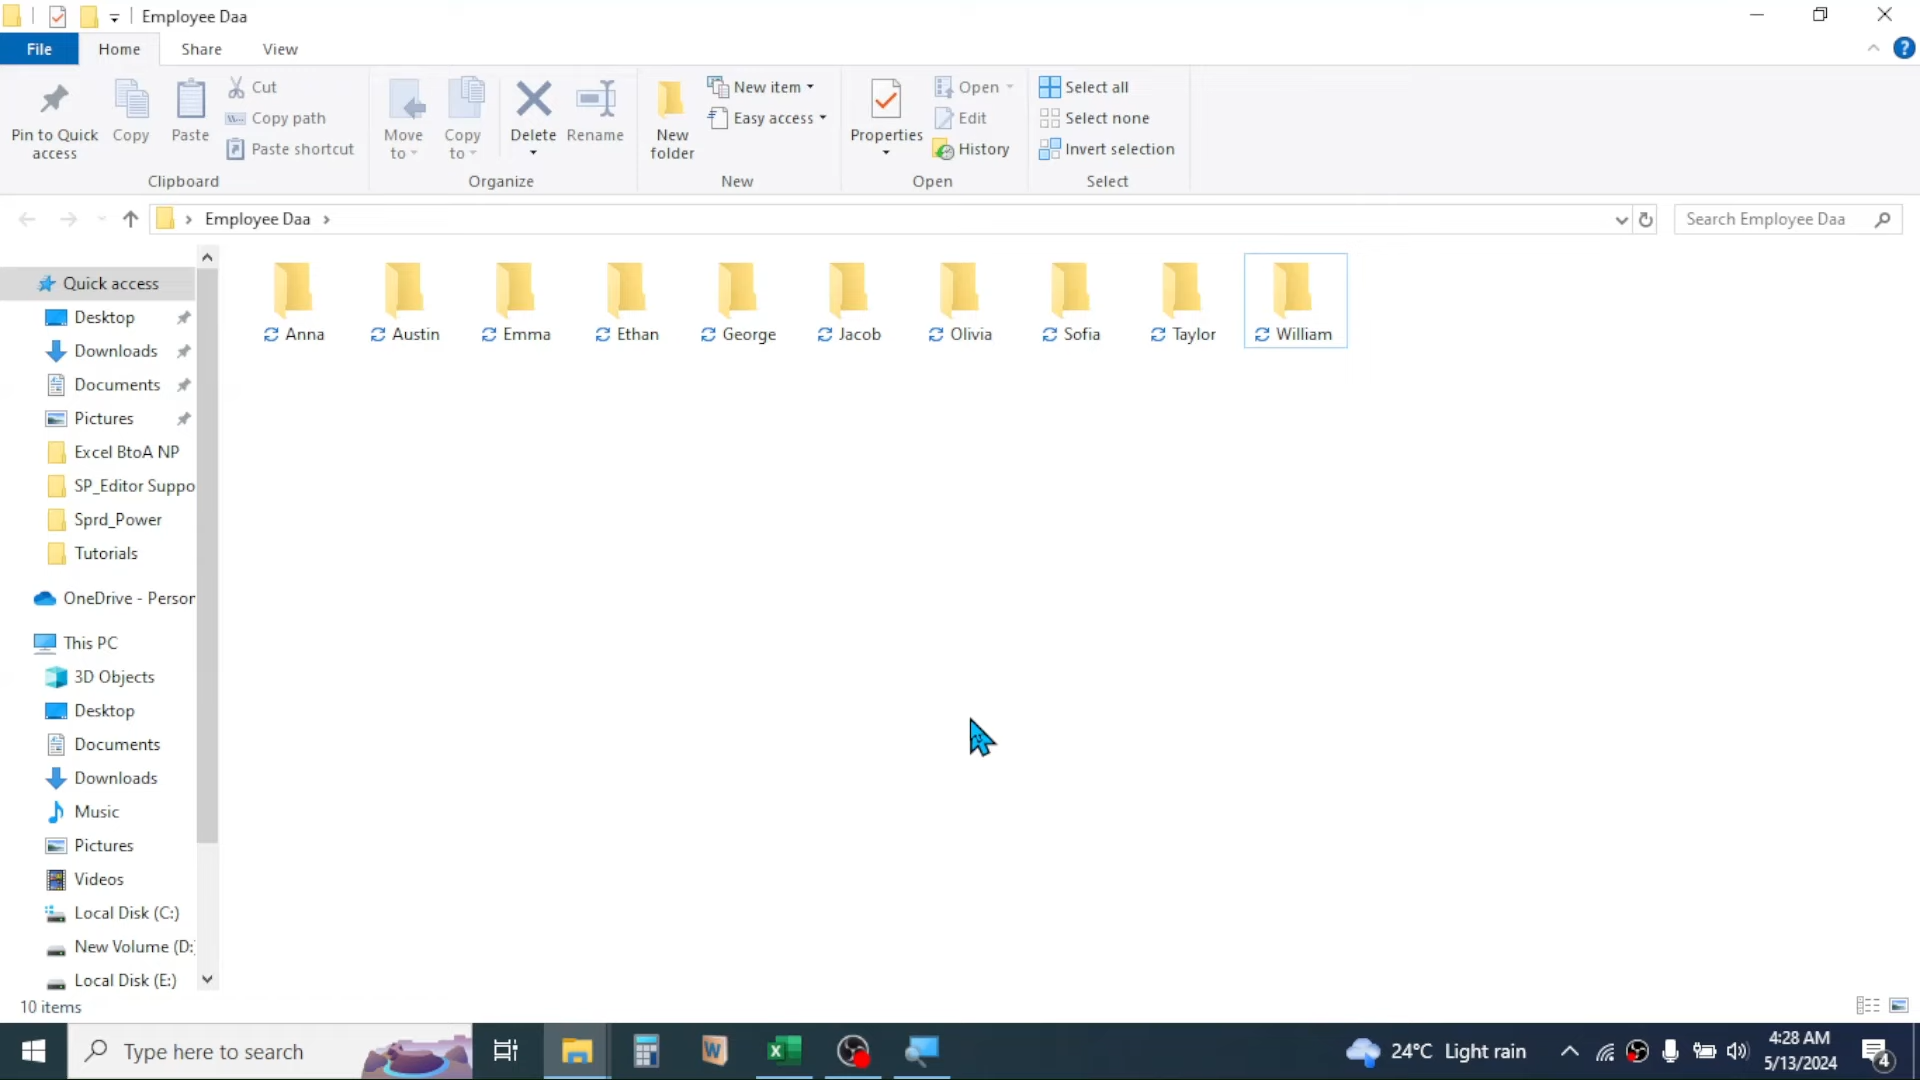 Employee Daa
File Home Share View
Pin to Quick access
Copy
Paste
Cut
Copy path
Paste shortcut
Clipboard
Move to
Copy to
Delete
Rename
Organize
New folder
New item
Easy access
New
Properties
Open
Edit
History
Open
Select all
Select none
Invert selection
Select
Employee Daa
Search Employee Daa
Quick access
Desktop
Downloads
Documents
Pictures
Excel BtoA NP
SP_Editor Suppo
Sprd_Power
Tutorials
OneDrive - Person
This PC
3D Objects
Desktop
Documents
Downloads
Music
Pictures
Videos
Local Disk (C:)
New Volume (D:
Local Disk (E:)
Anna Austin Emma Ethan George Jacob Olivia Sofia Taylor William
10 items
Type here to search
24°C Light rain
4:28 AM
5/13/2024
4